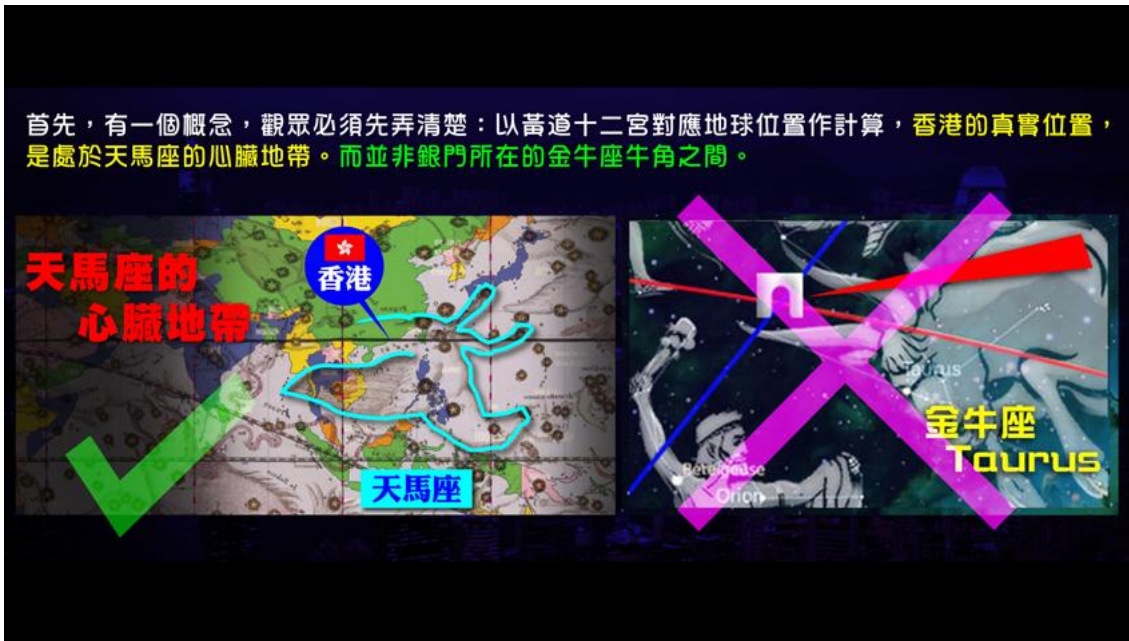 首先，有一個概念，觀眾必須先弄清楚：以黃道十二宮對應地球位置作計算，香港的真實位置，
是處於天馬座的心臟地帶。而並非銀門所在的金牛座牛角之間。
天馬座的
心臟地帶
香港
天馬座
Taurus
金牛座
Taurus
Betelgeuse
Orion